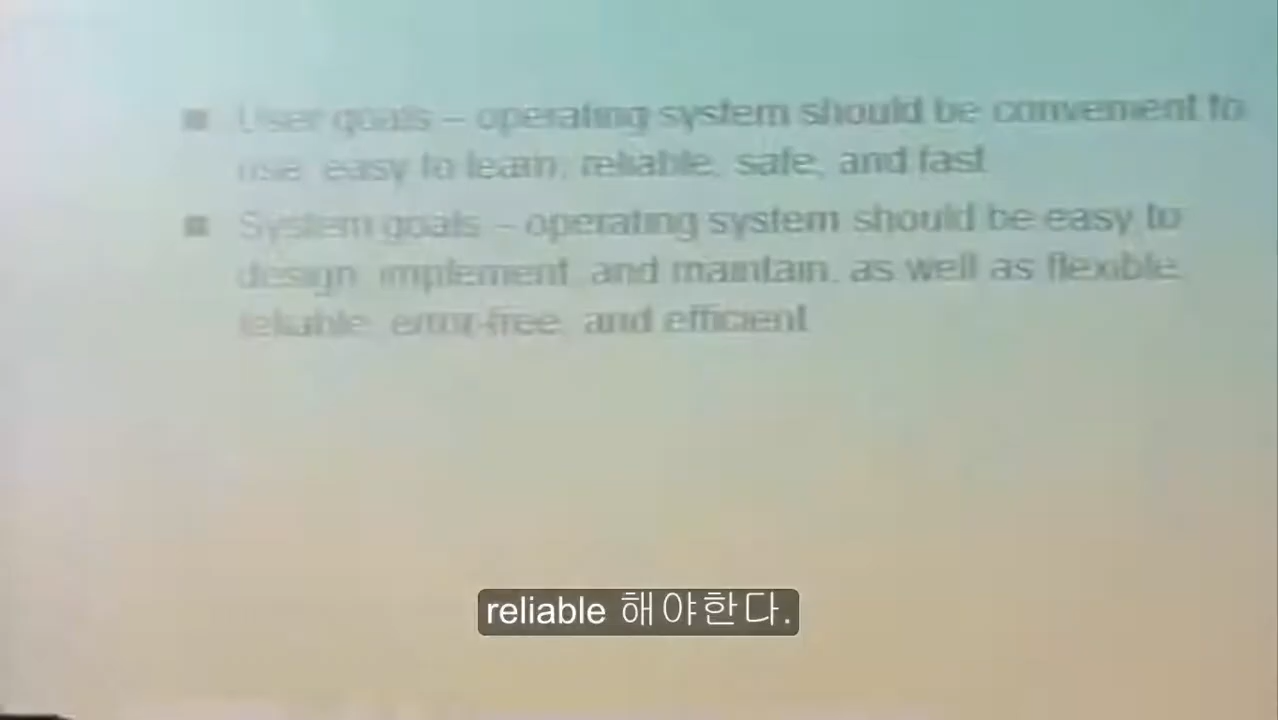 ■ User goals – operating system should be convenient to
use, easy to learn, reliable, safe, and fast
■ System goals – operating system should be easy to
design, implement, and maintain, as well as flexible,
reliable, error-free, and efficient
reliable 해야한다.